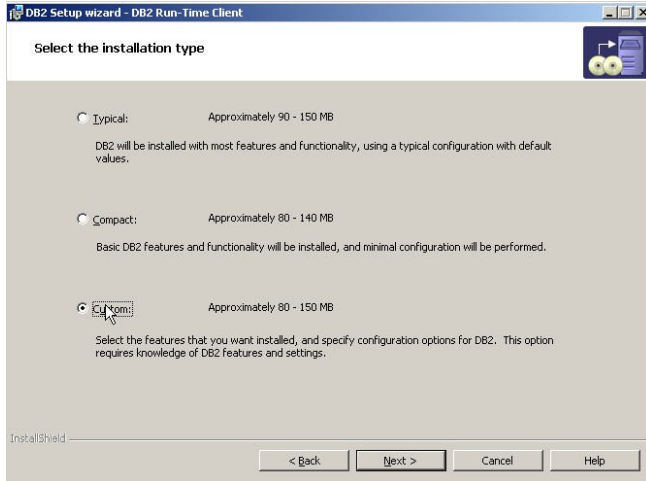 DB2 Setup wizard - DB2 Run-Time Client
Select the installation type
Typical: Approximately 90 - 150 MB
DB2 will be installed with most features and functionality, using a typical configuration with default
values.
Compact: Approximately 80 - 140 MB
Basic DB2 features and functionality will be installed, and minimal configuration will be performed.
Custom: Approximately 80 - 150 MB
Select the features that you want installed, and specify configuration options for DB2. This option
requires knowledge of DB2 features and settings.
InstallShield
< Back Next > Cancel Help